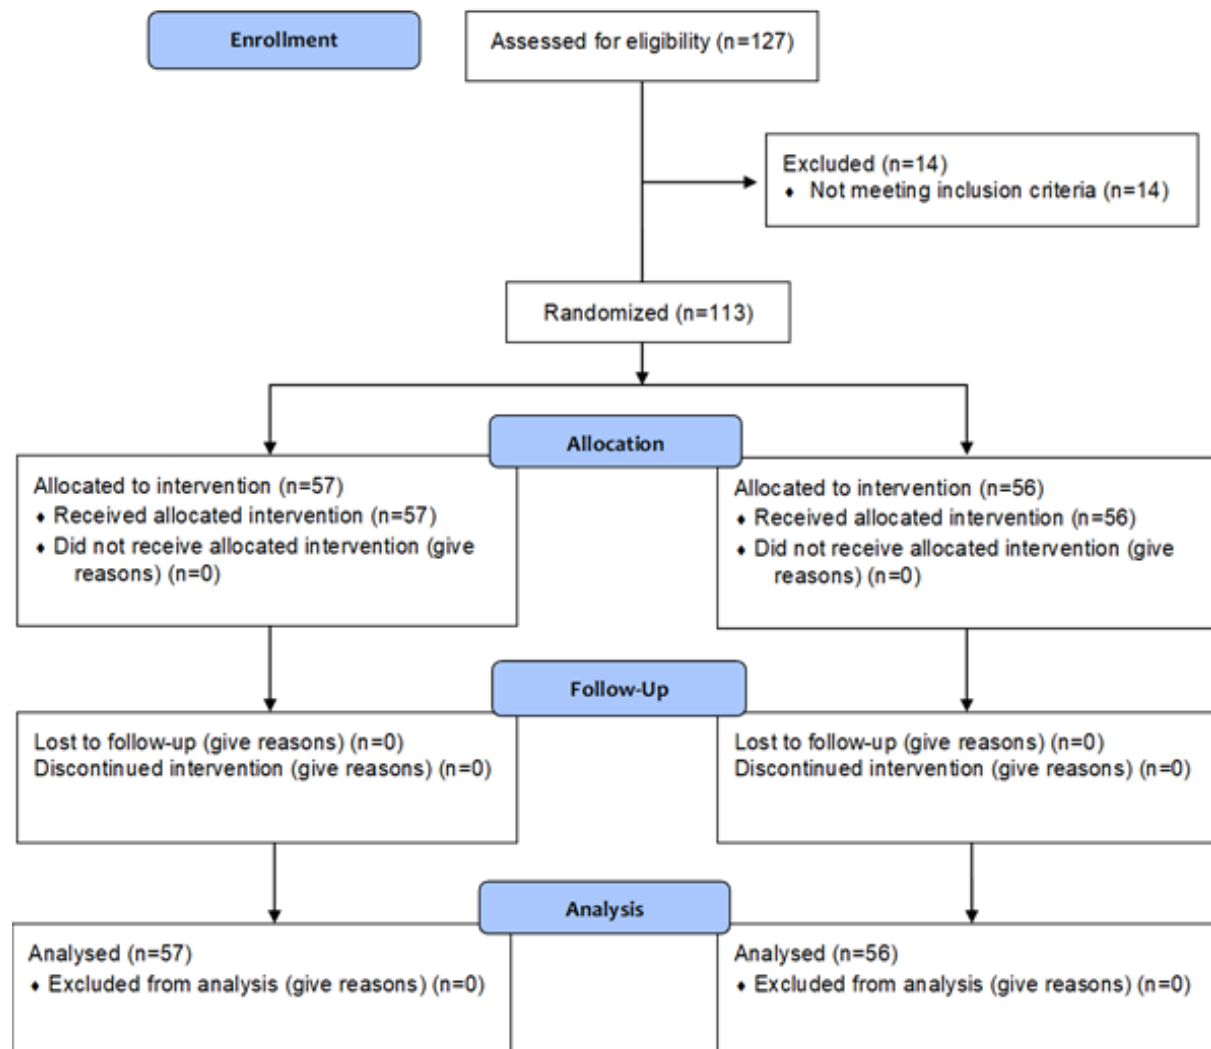 Enrollment
Assessed for eligibility (n=127)
Excluded (n=14)
♦ Not meeting inclusion criteria (n=14)
Randomized (n=113)
Allocation
Allocated to intervention (n=57)
♦ Received allocated intervention (n=57)
♦ Did not receive allocated intervention (give
reasons) (n=0)
Allocated to intervention (n=56)
♦ Received allocated intervention (n=56)
♦ Did not receive allocated intervention (give
reasons) (n=0)
Follow-Up
Lost to follow-up (give reasons) (n=0)
Discontinued intervention (give reasons) (n=0)
Lost to follow-up (give reasons) (n=0)
Discontinued intervention (give reasons) (n=0)
Analysis
Analysed (n=57)
♦ Excluded from analysis (give reasons) (n=0)
Analysed (n=56)
♦ Excluded from analysis (give reasons) (n=0)